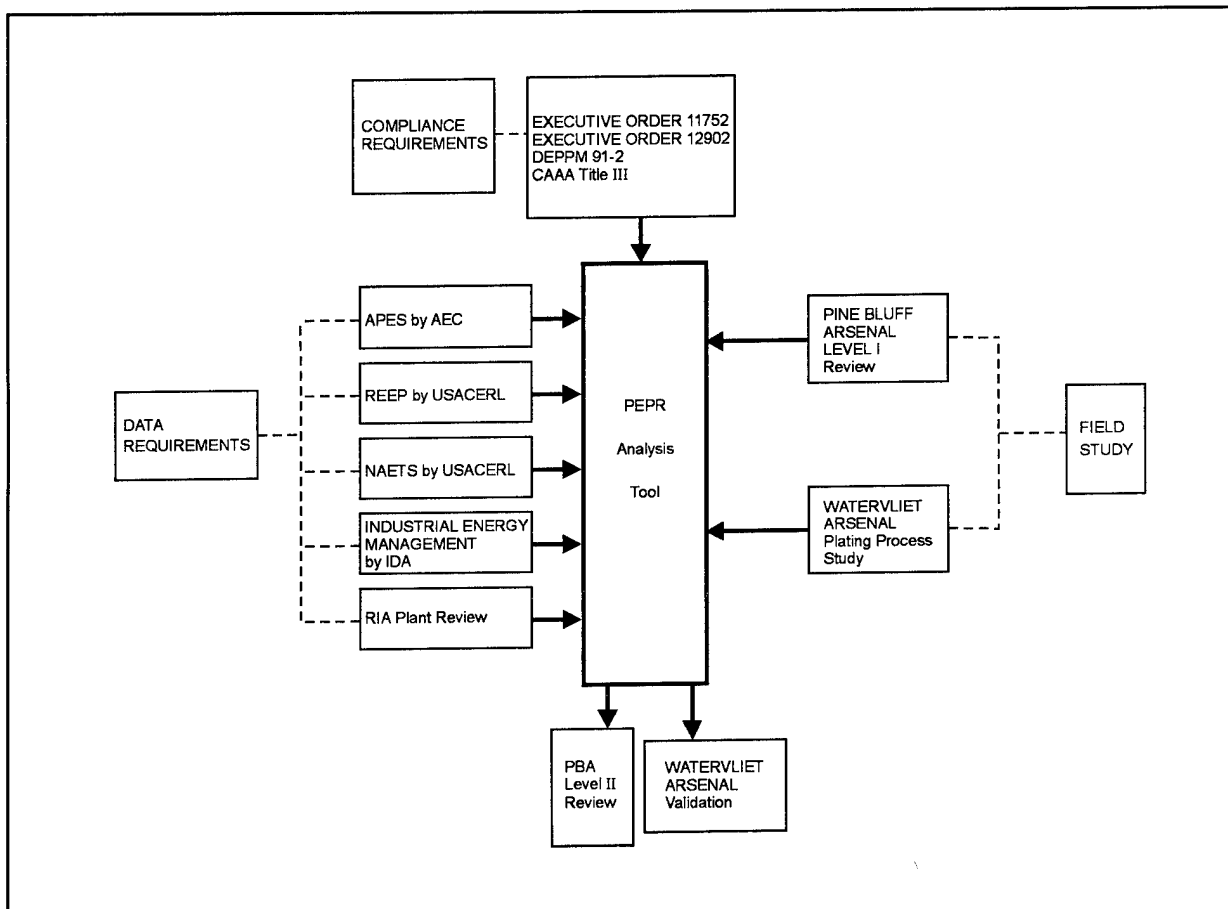 COMPLIANCE
REQUIREMENTS
EXECUTIVE ORDER 11752
EXECUTIVE ORDER 12902
DEPPM 91-2
CAAA Title III
DATA
REQUIREMENTS
APES by AEC
REEP by USACERL
NAETS by USACERL
INDUSTRIAL ENERGY
MANAGEMENT
by IDA
RIA Plant Review
PEPR
Analysis
Tool
PINE BLUFF
ARSENAL
LEVEL I
Review
WATERVLIET
ARSENAL
Plating Process
Study
FIELD
STUDY
PBA
Level II
Review
WATERVLIET
ARSENAL
Validation